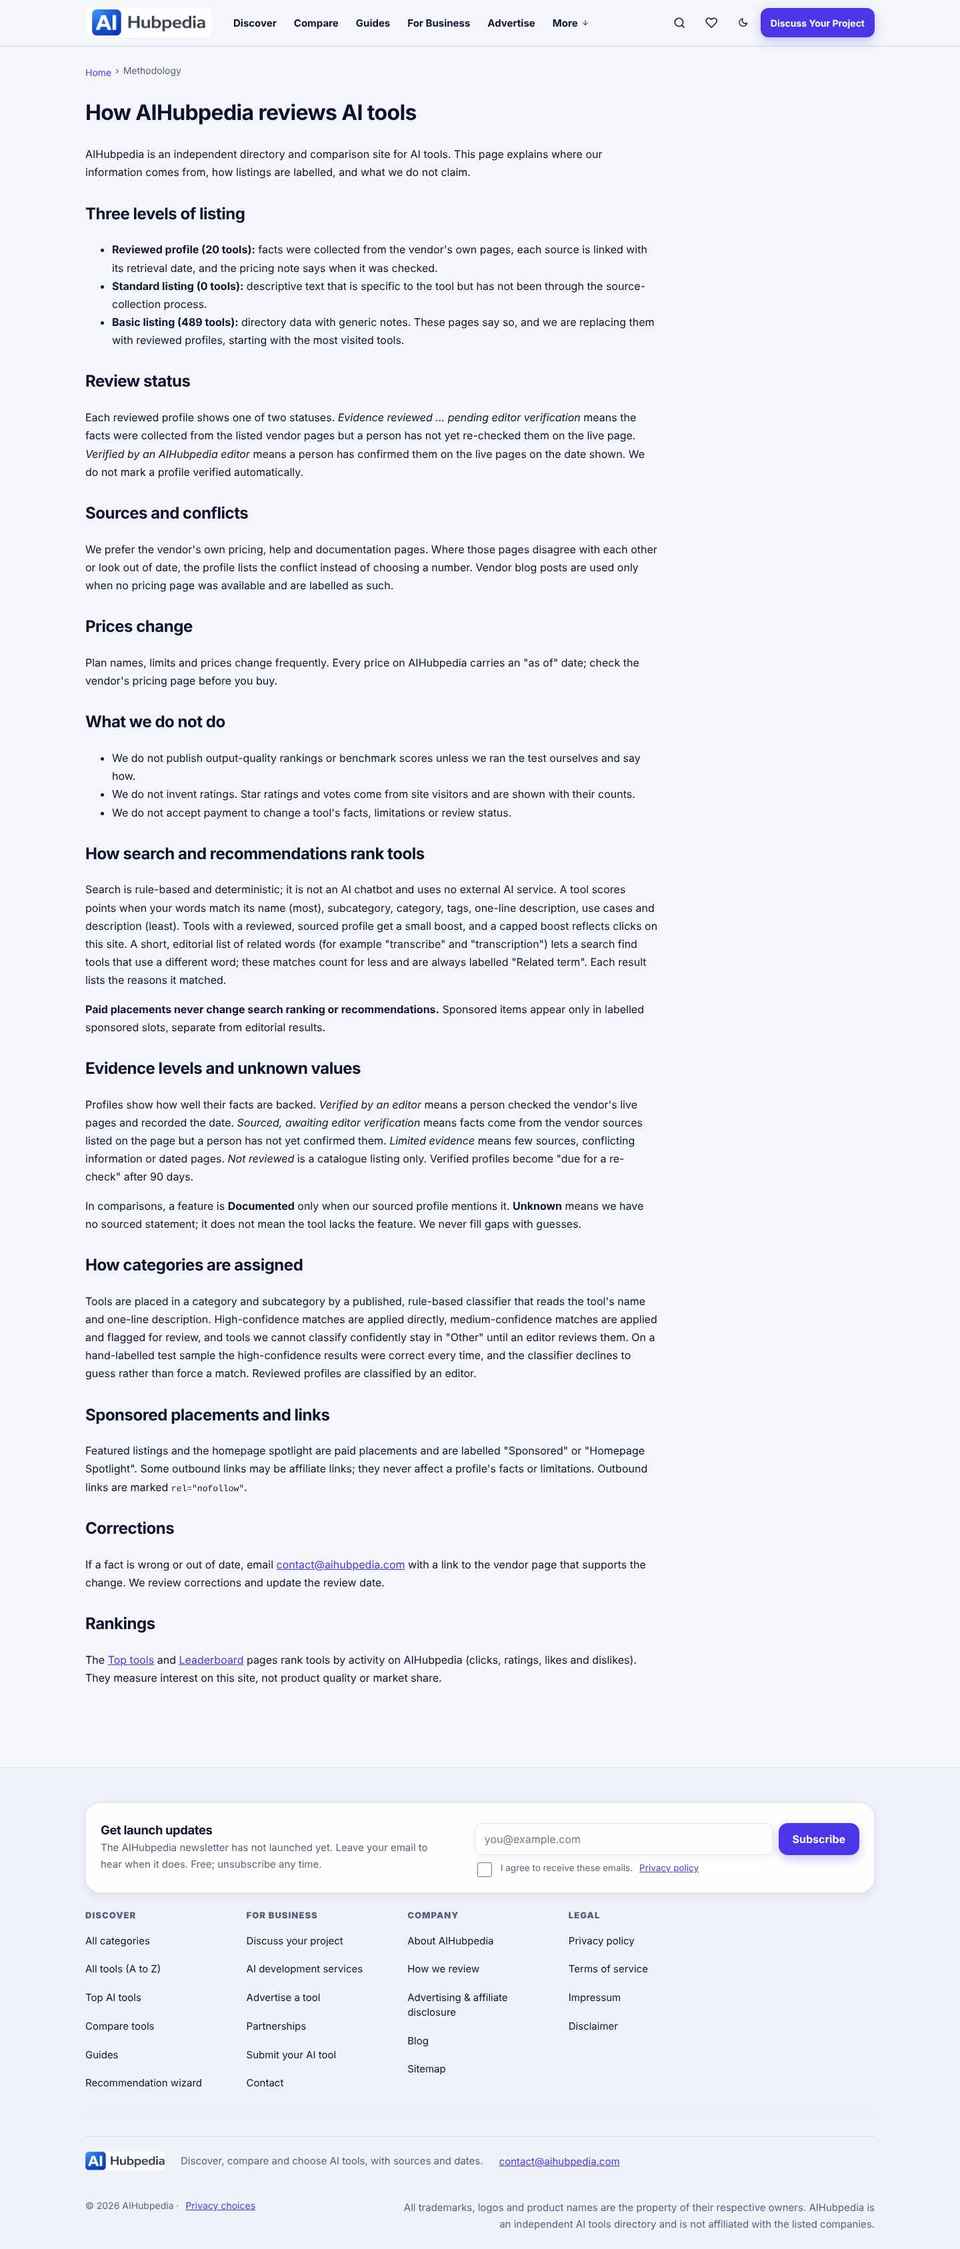 AI Hubpedia
Discover Compare Guides For Business Advertise More
Discuss Your Project
Home › Methodology
How AIHubpedia reviews AI tools
AIHubpedia is an independent directory and comparison site for AI tools. This page explains where our
information comes from, how listings are labelled, and what we do not claim.
Three levels of listing
• Reviewed profile (20 tools): facts were collected from the vendor's own pages, each source is linked with
its retrieval date, and the pricing note says when it was checked.
• Standard listing (0 tools): descriptive text that is specific to the tool but has not been through the source-
collection process.
• Basic listing (489 tools): directory data with generic notes. These pages say so, and we are replacing them
with reviewed profiles, starting with the most visited tools.
Review status
Each reviewed profile shows one of two statuses. Evidence reviewed ... pending editor verification means the
facts were collected from the listed vendor pages but a person has not yet re-checked them on the live page.
Verified by an AIHubpedia editor means a person has confirmed them on the live pages on the date shown. We
do not mark a profile verified automatically.
Sources and conflicts
We prefer the vendor's own pricing, help and documentation pages. Where those pages disagree with each other
or look out of date, the profile lists the conflict instead of choosing a number. Vendor blog posts are used only
when no pricing page was available and are labelled as such.
Prices change
Plan names, limits and prices change frequently. Every price on AIHubpedia carries an "as of" date; check the
vendor's pricing page before you buy.
What we do not do
• We do not publish output-quality rankings or benchmark scores unless we ran the test ourselves and say
how.
• We do not invent ratings. Star ratings and votes come from site visitors and are shown with their counts.
• We do not accept payment to change a tool's facts, limitations or review status.
How search and recommendations rank tools
Search is rule-based and deterministic; it is not an AI chatbot and uses no external AI service. A tool scores
points when your words match its name (most), subcategory, category, tags, one-line description, use cases and
description (least). Tools with a reviewed, sourced profile get a small boost, and a capped boost reflects clicks on
this site. A short, editorial list of related words (for example "transcribe" and "transcription") lets a search find
tools that use a different word; these matches count for less and are always labelled "Related term". Each result
lists the reasons it matched.
Paid placements never change search ranking or recommendations. Sponsored items appear only in labelled
sponsored slots, separate from editorial results.
Evidence levels and unknown values
Profiles show how well their facts are backed. Verified by an editor means a person checked the vendor's live
pages and recorded the date. Sourced, awaiting editor verification means facts come from the vendor sources
listed on the page but a person has not yet confirmed them. Limited evidence means few sources, conflicting
information or dated pages. Not reviewed is a catalogue listing only. Verified profiles become "due for a re-
check" after 90 days.
In comparisons, a feature is Documented only when our sourced profile mentions it. Unknown means we have
no sourced statement; it does not mean the tool lacks the feature. We never fill gaps with guesses.
How categories are assigned
Tools are placed in a category and subcategory by a published, rule-based classifier that reads the tool's name
and one-line description. High-confidence matches are applied directly, medium-confidence matches are applied
and flagged for review, and tools we cannot classify confidently stay in "Other" until an editor reviews them. On a
hand-labelled test sample the high-confidence results were correct every time, and the classifier declines to
guess rather than force a match. Reviewed profiles are classified by an editor.
Sponsored placements and links
Featured listings and the homepage spotlight are paid placements and are labelled "Sponsored" or "Homepage
Spotlight". Some outbound links may be affiliate links; they never affect a profile's facts or limitations. Outbound
links are marked rel="nofollow".
Corrections
If a fact is wrong or out of date, email contact@aihubpedia.com with a link to the vendor page that supports the
change. We review corrections and update the review date.
Rankings
The Top tools and Leaderboard pages rank tools by activity on AIHubpedia (clicks, ratings, likes and dislikes).
They measure interest on this site, not product quality or market share.
Get launch updates
The AIHubpedia newsletter has not launched yet. Leave your email to
hear when it does. Free; unsubscribe any time.
you@example.com
Subscribe
I agree to receive these emails. Privacy policy
DISCOVER
All categories
All tools (A to Z)
Top AI tools
Compare tools
Guides
Recommendation wizard
FOR BUSINESS
Discuss your project
AI development services
Advertise a tool
Partnerships
Submit your AI tool
Contact
COMPANY
About AIHubpedia
How we review
Advertising & affiliate
disclosure
Blog
Sitemap
LEGAL
Privacy policy
Terms of service
Impressum
Disclaimer
AI Hubpedia
Discover, compare and choose AI tools, with sources and dates.
contact@aihubpedia.com
© 2026 AIHubpedia · Privacy choices
All trademarks, logos and product names are the property of their respective owners. AIHubpedia is
an independent AI tools directory and is not affiliated with the listed companies.